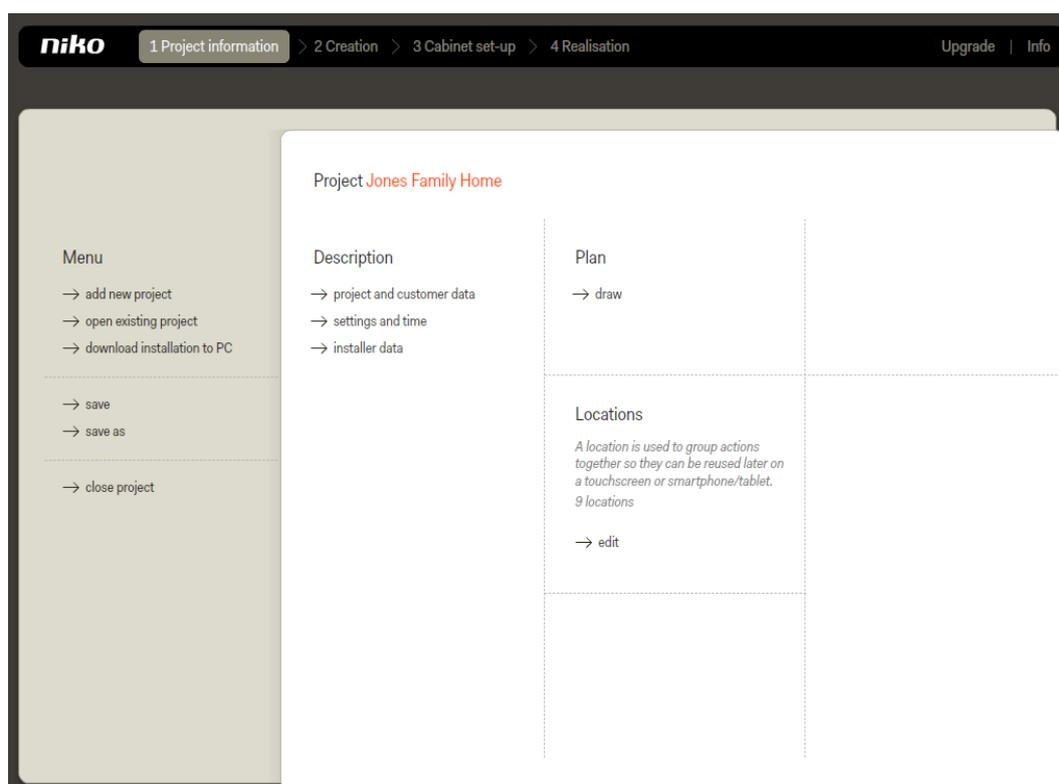 niko
1 Project information
2 Creation
3 Cabinet set-up
4 Realisation
Upgrade | Info
Project Jones Family Home
Menu
add new project
open existing project
download installation to PC
save
save as
close project
Description
project and customer data
settings and time
installer data
Plan
draw
Locations
A location is used to group actions
together so they can be reused later on
a touchscreen or smartphone/tablet.
9 locations
edit